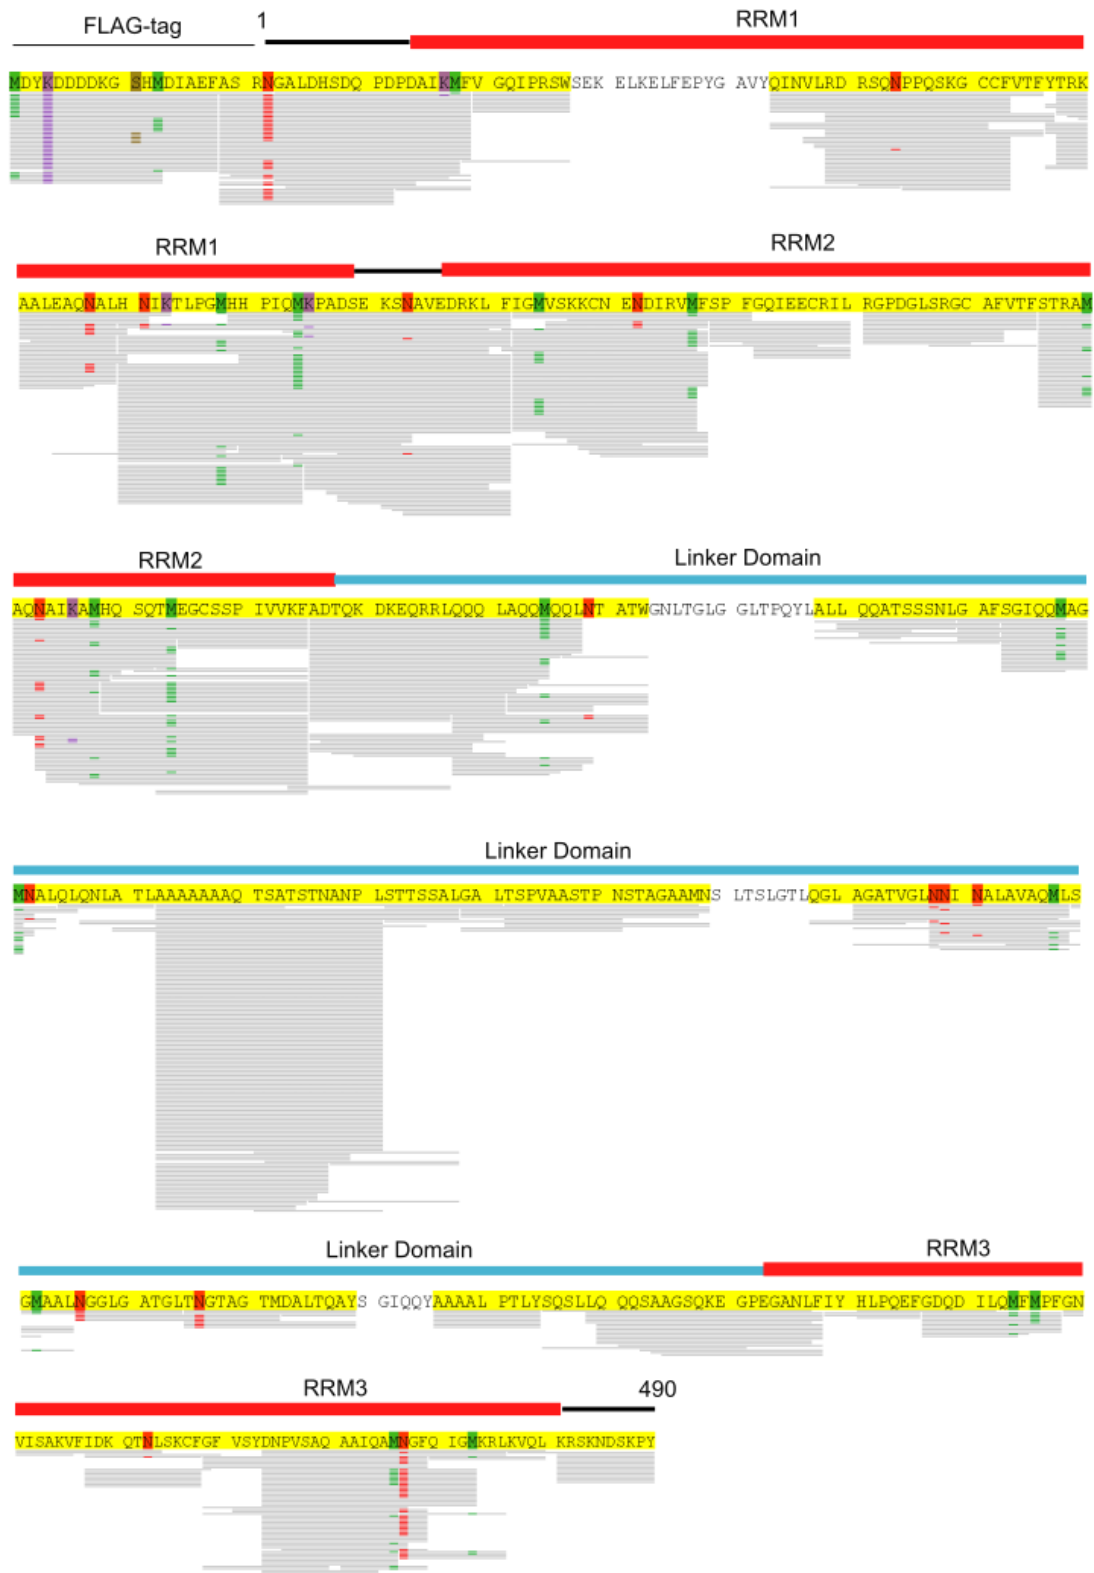 FLAG-tag 1 RRM1
MDYKDDDDKG SHMDIAEFAS RNGALDHSDQ PDPDAIKMFV GQIPRSWSEK ELKELFEPYG AVYQINVLRD RSQNPPQSKG CCFVTFYTRK
RRM1 RRM2
AALEAQNALH NIKTLPGMHH PIQMKPADSE KSNAVEDRKL FIGMVSKKCN ENDIRVMFSP FGQIEECRIL RGPDGLSRGC AFVTFSTRAM
RRM2 Linker Domain
AQNAIKAMHQ SQTMEGCSSP IVVKFADTQK DKEQRRLQQQ LAQQMQQLNT ATWGNLTGLG GLTPQYLALL QQATSSSNLG AFSGIQQMAG
Linker Domain
MNALQLQNLA TLAAAAAAAQ TSATSTNANP LSTTSSALGA LTSPVAASTP NSTAGAAMNS LTSLGTLQGL AGATVGLNNI NALAVAQMLS
Linker Domain RRM3
GMAALNGGLG ATGLTNGTAG TMDALTQAYS GIQQYAAAAL PTLYSQSLLQ QQSAAGSQKE GPEGANLFIY HLPQEFGDQD ILQMFMPFGN
RRM3 490
VISAKVFIDK QTNLSKCFGF VSYDNPVSAQ AAIQAMNGFQ IGMKRLKVQL KRSKNDSKPY